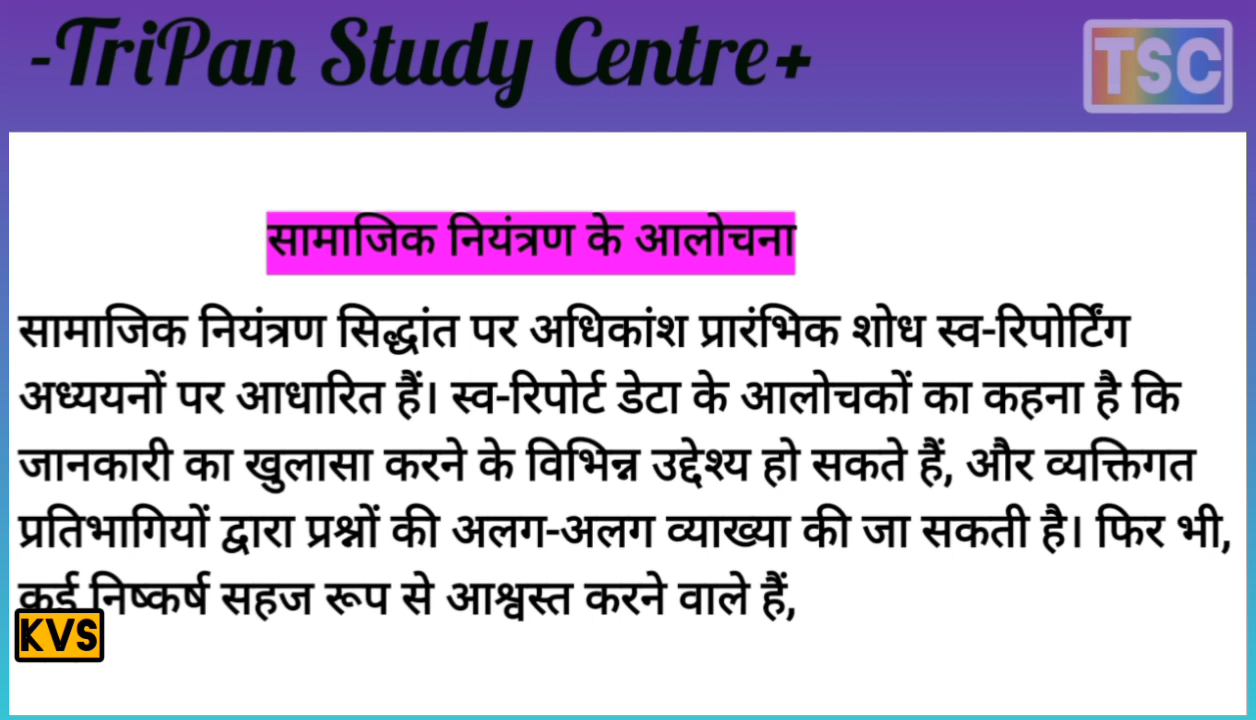 -TriPan Study Centre+
TSC
सामाजिक नियंत्रण के आलोचना
सामाजिक नियंत्रण सिद्धांत पर अधिकांश प्रारंभिक शोध स्व-रिपोर्टिंग
अध्ययनों पर आधारित हैं। स्व-रिपोर्ट डेटा के आलोचकों का कहना है कि
जानकारी का खुलासा करने के विभिन्न उद्देश्य हो सकते हैं, और व्यक्तिगत
प्रतिभागियों द्वारा प्रश्नों की अलग-अलग व्याख्या की जा सकती है। फिर भी,
कई निष्कर्ष सहज रूप से आश्वस्त करने वाले हैं,
KVS